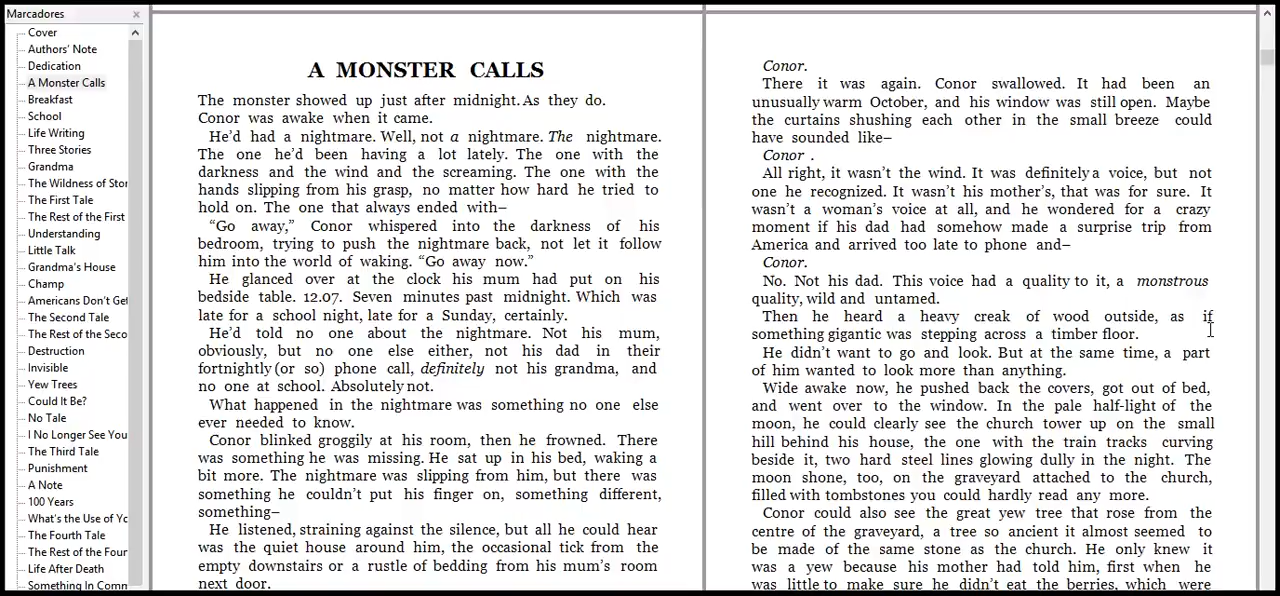 Marcadores
Cover
Authors' Note
Dedication
A Monster Calls
Breakfast
School
Life Writing
Three Stories
Grandma
The Wildness of Stor
The First Tale
The Rest of the First
Understanding
Little Talk
Grandma's House
Champ
Americans Don't Get
The Second Tale
The Rest of the Seco
Destruction
Invisible
Yew Trees
Could It Be?
No Tale
I No Longer See You
The Third Tale
Punishment
A Note
100 Years
What's the Use of Yo
The Fourth Tale
The Rest of the Four
Life After Death
Something In Comm
A MONSTER CALLS
The monster showed up just after midnight. As they do.
Conor was awake when it came.
He'd had a nightmare. Well, not a nightmare. The nightmare.
The one he'd been having a lot lately. The one with the
darkness and the wind and the screaming. The one with the
hands slipping from his grasp, no matter how hard he tried to
hold on. The one that always ended with–
“Go away,” Conor whispered into the darkness of his
bedroom, trying to push the nightmare back, not let it follow
him into the world of waking. “Go away now.”
He glanced over at the clock his mum had put on his
bedside table. 12.07. Seven minutes past midnight. Which was
late for a school night, late for a Sunday, certainly.
He'd told no one about the nightmare. Not his mum,
obviously, but no one else either, not his dad in their
fortnightly (or so) phone call, definitely not his grandma, and
no one at school. Absolutely not.
What happened in the nightmare was something no one else
ever needed to know.
Conor blinked groggily at his room, then he frowned. There
was something he was missing. He sat up in his bed, waking a
bit more. The nightmare was slipping from him, but there was
something he couldn't put his finger on, something different,
something–
He listened, straining against the silence, but all he could hear
was the quiet house around him, the occasional tick from the
empty downstairs or a rustle of bedding from his mum's room
next door.
Conor.
There it was again. Conor swallowed. It had been an
unusually warm October, and his window was still open. Maybe
the curtains shushing each other in the small breeze could
have sounded like–
Conor .
All right, it wasn't the wind. It was definitely a voice, but not
one he recognized. It wasn't his mother's, that was for sure. It
wasn't a woman's voice at all, and he wondered for a crazy
moment if his dad had somehow made a surprise trip from
America and arrived too late to phone and–
Conor.
No. Not his dad. This voice had a quality to it, a monstrous
quality, wild and untamed.
Then he heard a heavy creak of wood outside, as if
something gigantic was stepping across a timber floor.
He didn't want to go and look. But at the same time, a part
of him wanted to look more than anything.
Wide awake now, he pushed back the covers, got out of bed,
and went over to the window. In the pale half-light of the
moon, he could clearly see the church tower up on the small
hill behind his house, the one with the train tracks curving
beside it, two hard steel lines glowing dully in the night. The
moon shone, too, on the graveyard attached to the church,
filled with tombstones you could hardly read any more.
Conor could also see the great yew tree that rose from the
centre of the graveyard, a tree so ancient it almost seemed to
be made of the same stone as the church. He only knew it
was a yew because his mother had told him, first when he
was little to make sure he didn't eat the berries, which were